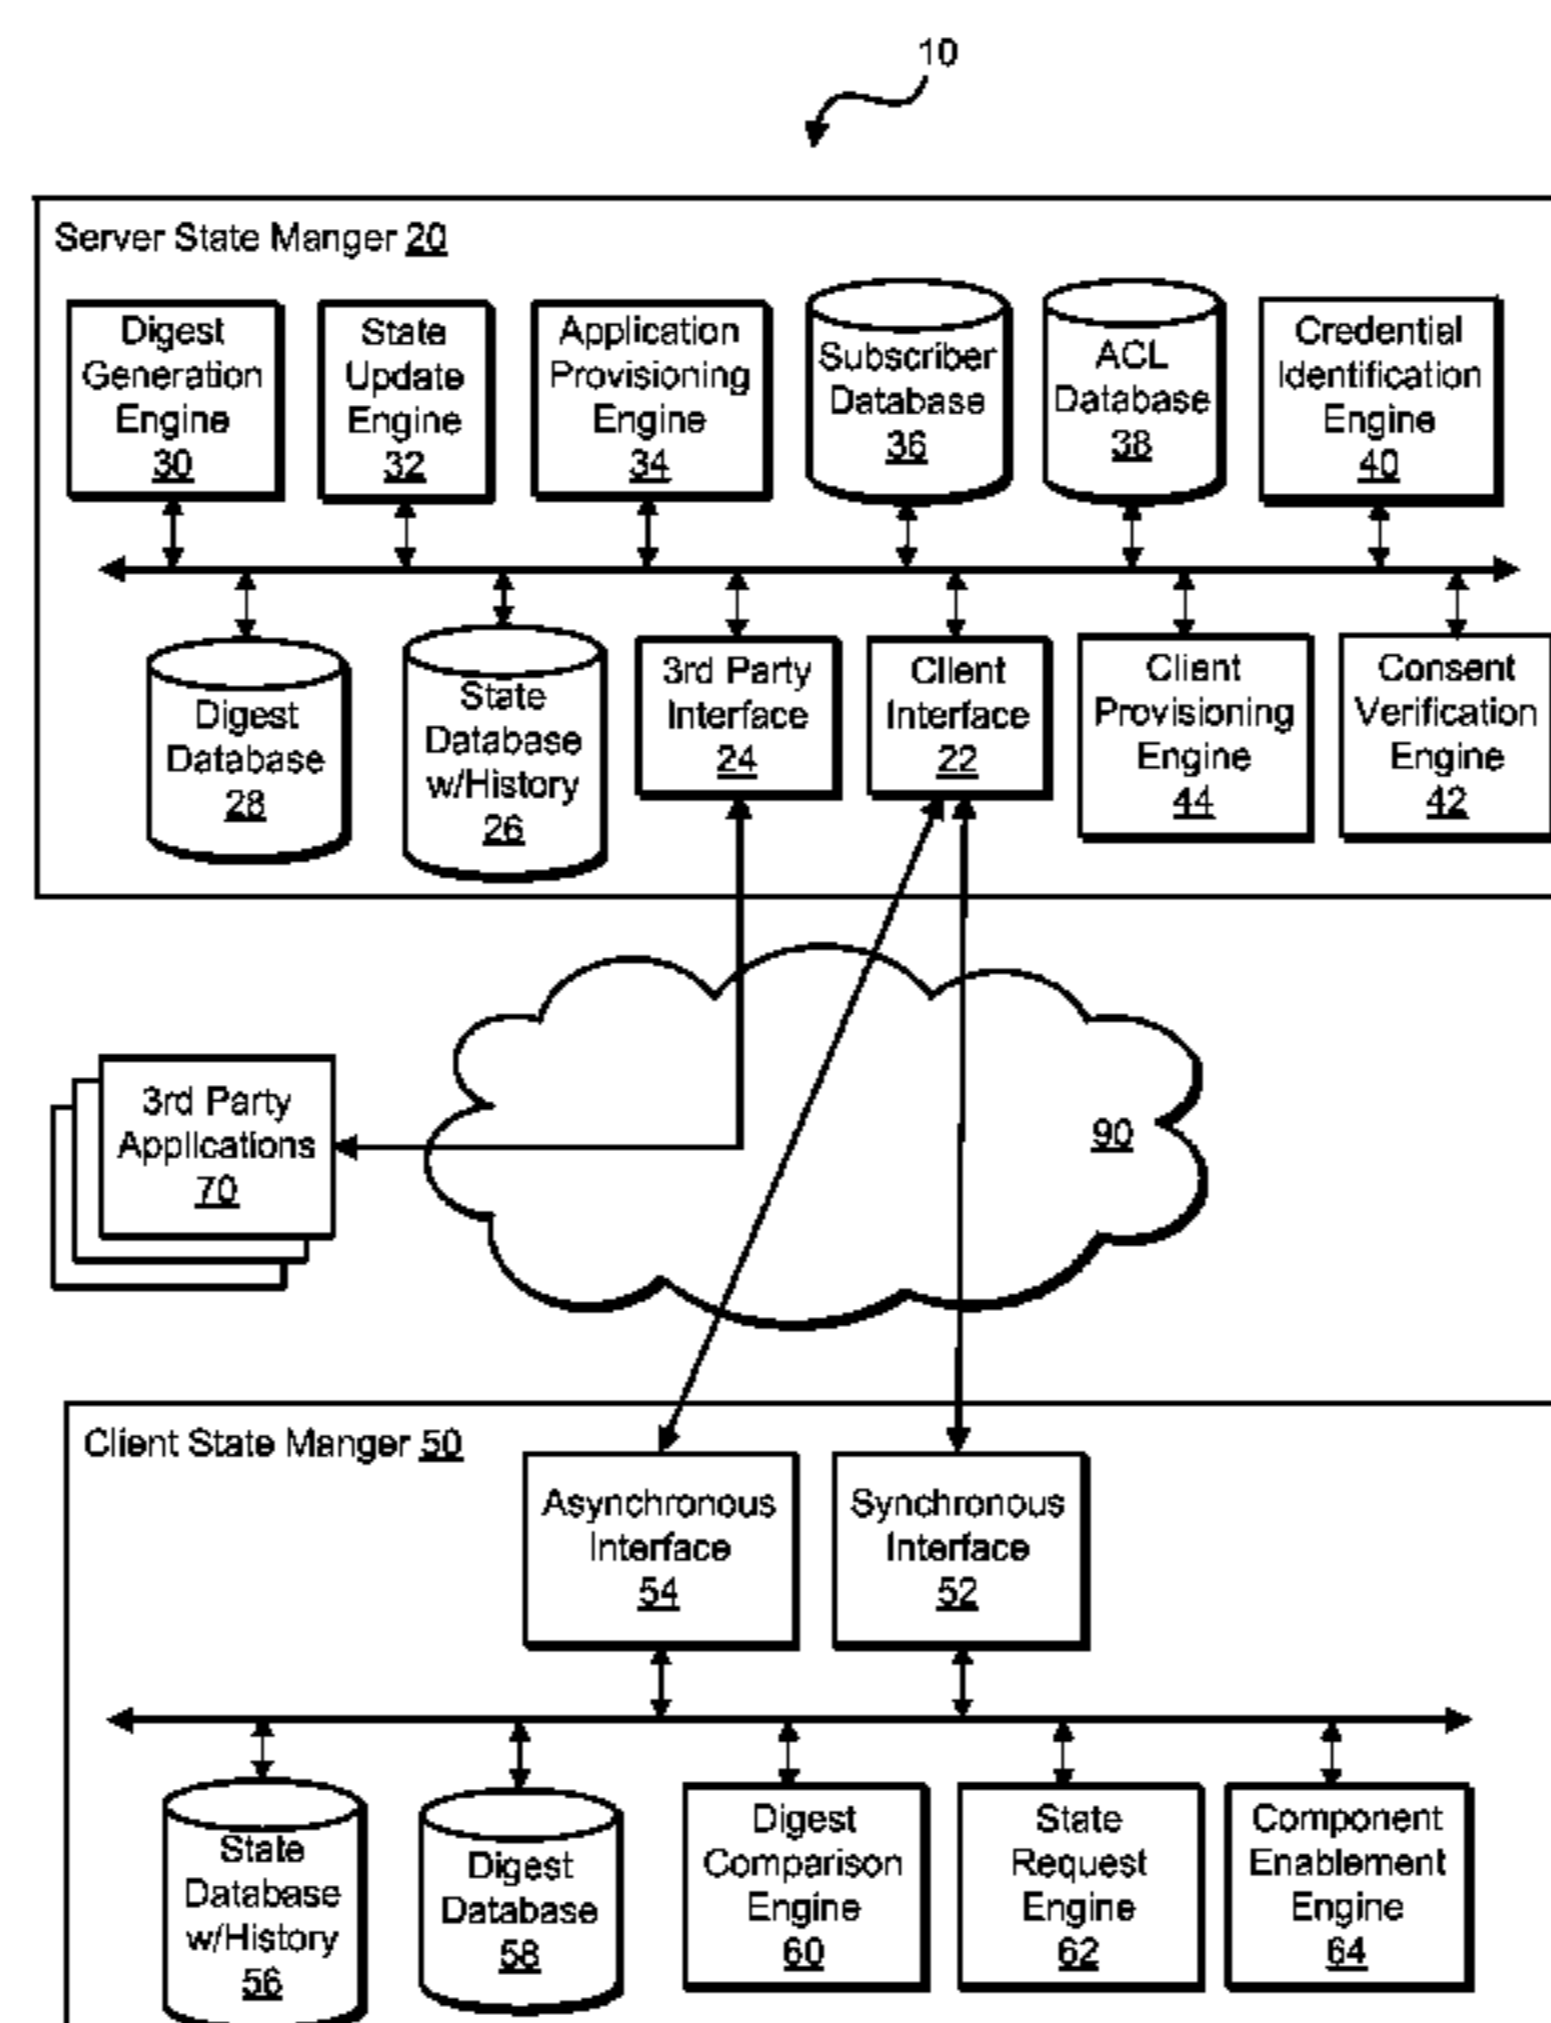 10
Server State Manger 20
Digest
Generation
Engine
30
State
Update
Engine
32
Application
Provisioning
Engine
34
Subscriber
Database
36
ACL
Database
38
Credential
Identification
Engine
40
Digest
Database
28
State
Database
w/History
26
3rd Party
Interface
24
Client
Interface
22
Client
Provisioning
Engine
44
Consent
Verification
Engine
42
3rd Party
Applications
70
90
Client State Manger 50
Asynchronous
Interface
54
Synchronous
Interface
52
State
Database
w/History
56
Digest
Database
58
Digest
Comparison
Engine
60
State
Request
Engine
62
Component
Enablement
Engine
64